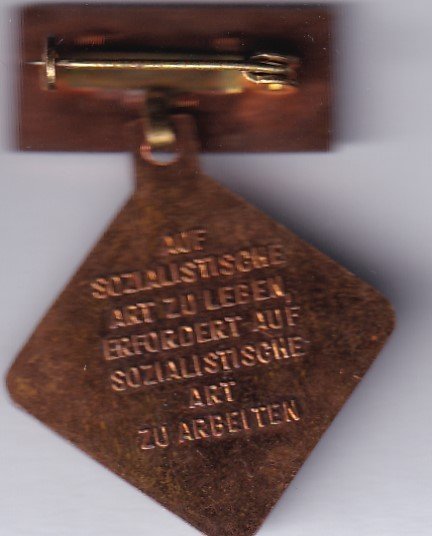 AUF
SOZIALISTISCHE
ART ZU LEBEN,
ERFORDERT AUF
SOZIALISTISCHE
ART
ZU ARBEITEN